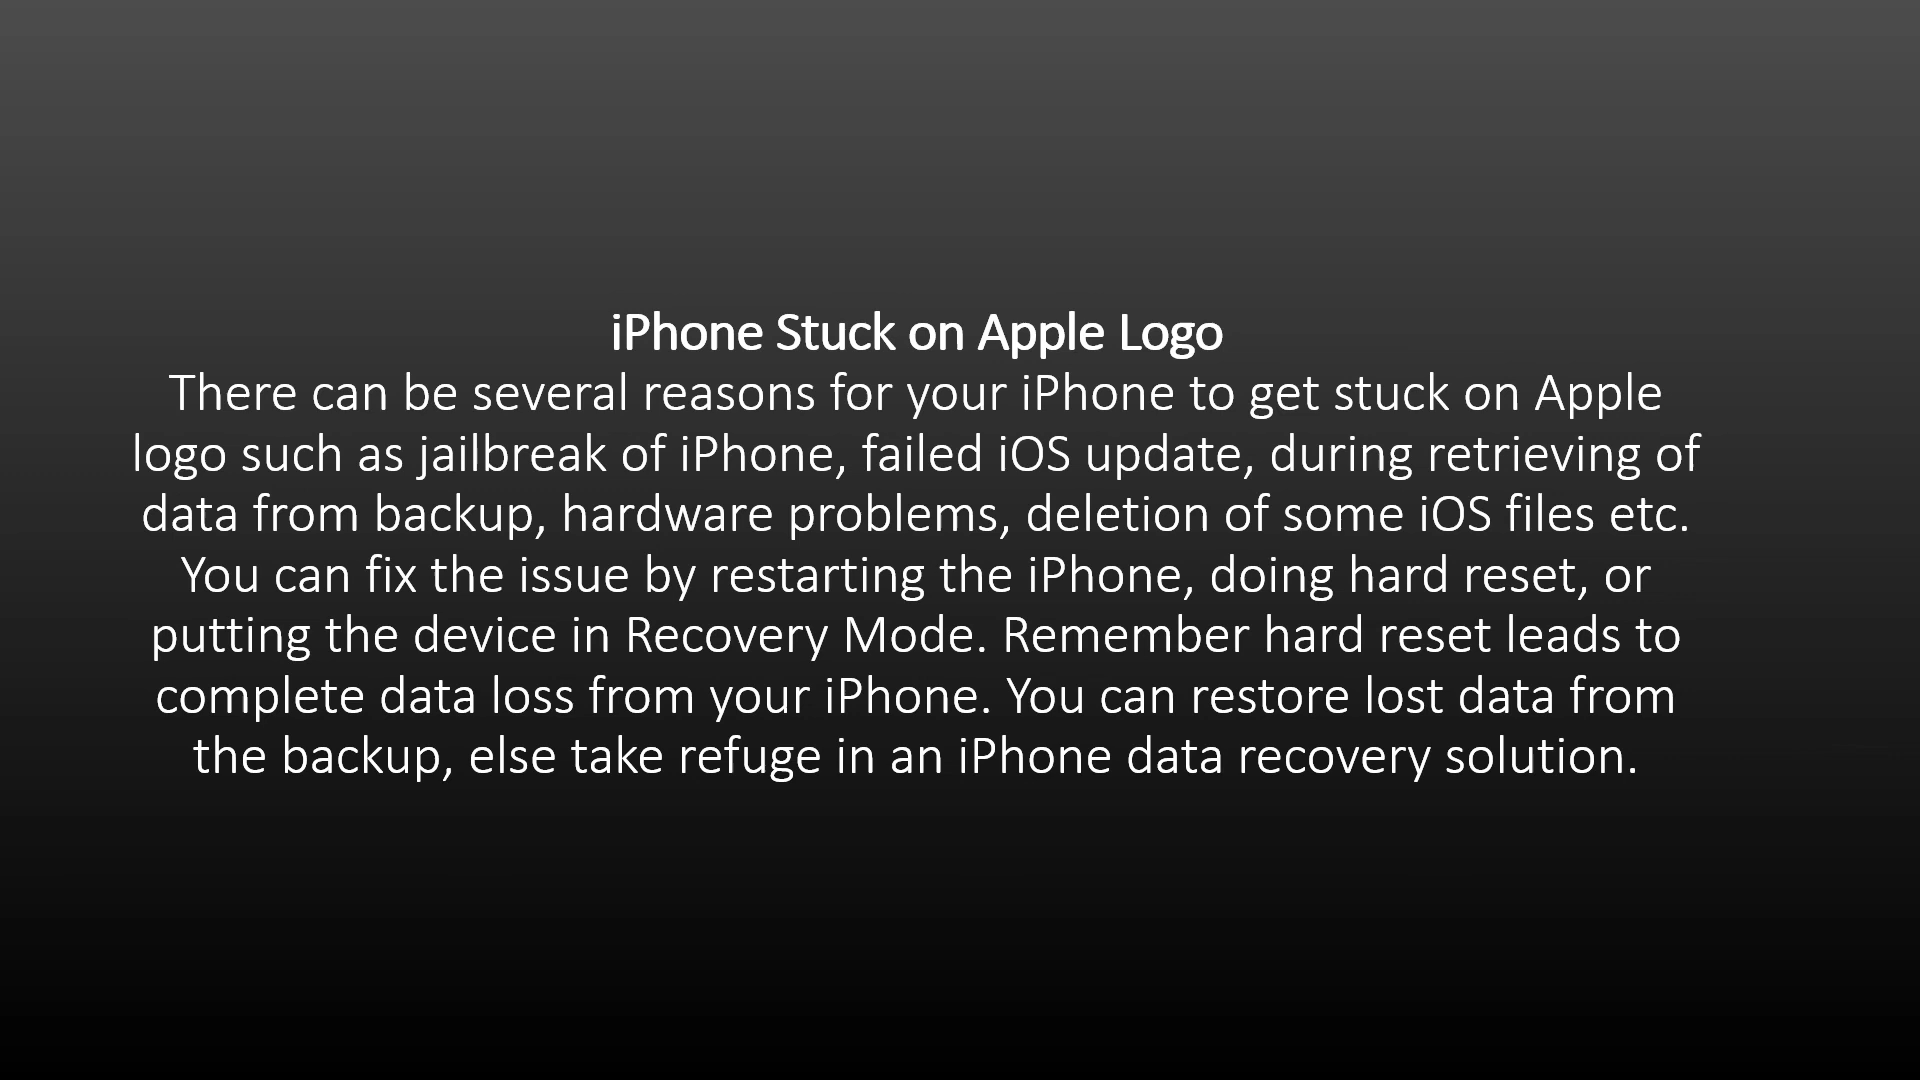 iPhone Stuck on Apple Logo
There can be several reasons for your iPhone to get stuck on Apple
logo such as jailbreak of iPhone, failed iOS update, during retrieving of
data from backup, hardware problems, deletion of some iOS files etc.
You can fix the issue by restarting the iPhone, doing hard reset, or
putting the device in Recovery Mode. Remember hard reset leads to
complete data loss from your iPhone. You can restore lost data from
the backup, else take refuge in an iPhone data recovery solution.